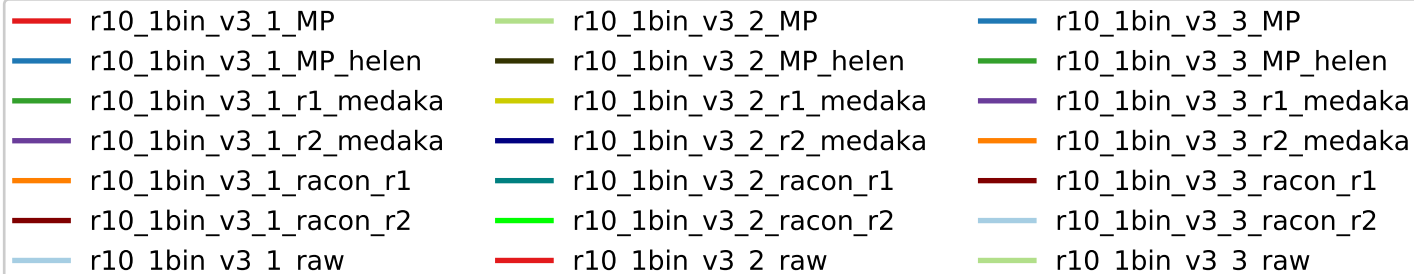 r10_1bin_v3_1_MP
r10_1bin_v3_1_MP_helen
r10_1bin_v3_1_r1_medaka
r10_1bin_v3_1_r2_medaka
r10_1bin_v3_1_racon_r1
r10_1bin_v3_1_racon_r2
r10_1bin_v3_1_raw
r10_1bin_v3_2_MP
r10_1bin_v3_2_MP_helen
r10_1bin_v3_2_r1_medaka
r10_1bin_v3_2_r2_medaka
r10_1bin_v3_2_racon_r1
r10_1bin_v3_2_racon_r2
r10_1bin_v3_2_raw
r10_1bin_v3_3_MP
r10_1bin_v3_3_MP_helen
r10_1bin_v3_3_r1_medaka
r10_1bin_v3_3_r2_medaka
r10_1bin_v3_3_racon_r1
r10_1bin_v3_3_racon_r2
r10_1bin_v3_3_raw